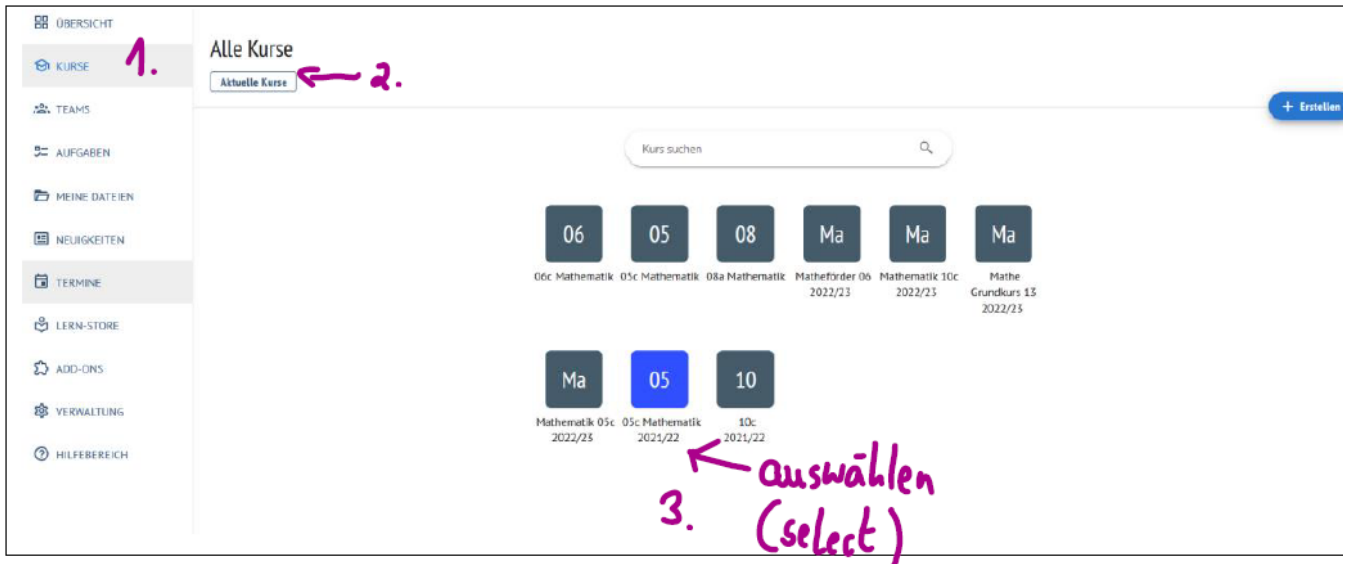 ÜBERSICHT
KURSE
1.
TEAMS
AUFGABEN
MEINE DATEIEN
NEUIGKEITEN
TERMINE
LERN-STORE
ADD-ONS
VERWALTUNG
HILFEBEREICH
Alle Kurse
Aktuelle Kurse
2.
+ Erstellen
Kurs suchen
06
06c Mathematik
05
05c Mathematik
08
08a Mathematik
Ma
Matheförder 06
2022/23
Ma
Mathematik 10c
2022/23
Ma
Mathe
Grundkurs 13
2022/23
Ma
Mathematik 05c
2022/23
05
05c Mathematik
2021/22
10
10c
2021/22
3.
auswählen
(select)